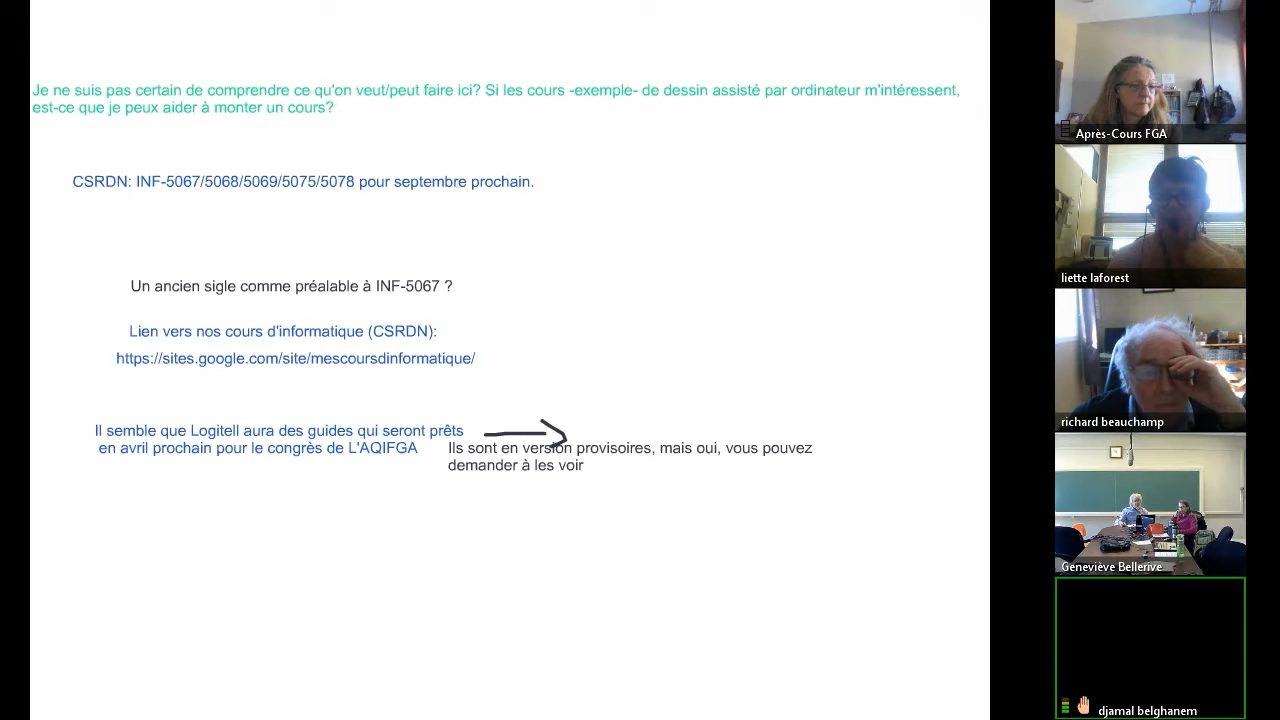 Je ne suis pas certain de comprendre ce qu'on veut/peut faire ici? Si les cours -exemple- de dessin assisté par ordinateur m'intéressent,
est-ce que je peux aider à monter un cours?
CSRDN: INF-5067/5068/5069/5075/5078 pour septembre prochain.
Un ancien sigle comme préalable à INF-5067 ?
Lien vers nos cours d'informatique (CSRDN):
https://sites.google.com/site/mescoursdinformatique/
Il semble que Logitell aura des guides qui seront prêts
en avril prochain pour le congrès de L'AQIFGA
Ils sont en version provisoires, mais oui, vous pouvez
demander à les voir
Après-Cours FGA
liette laforest
richard beauchamp
Geneviève Bellerive
djamal belghanem